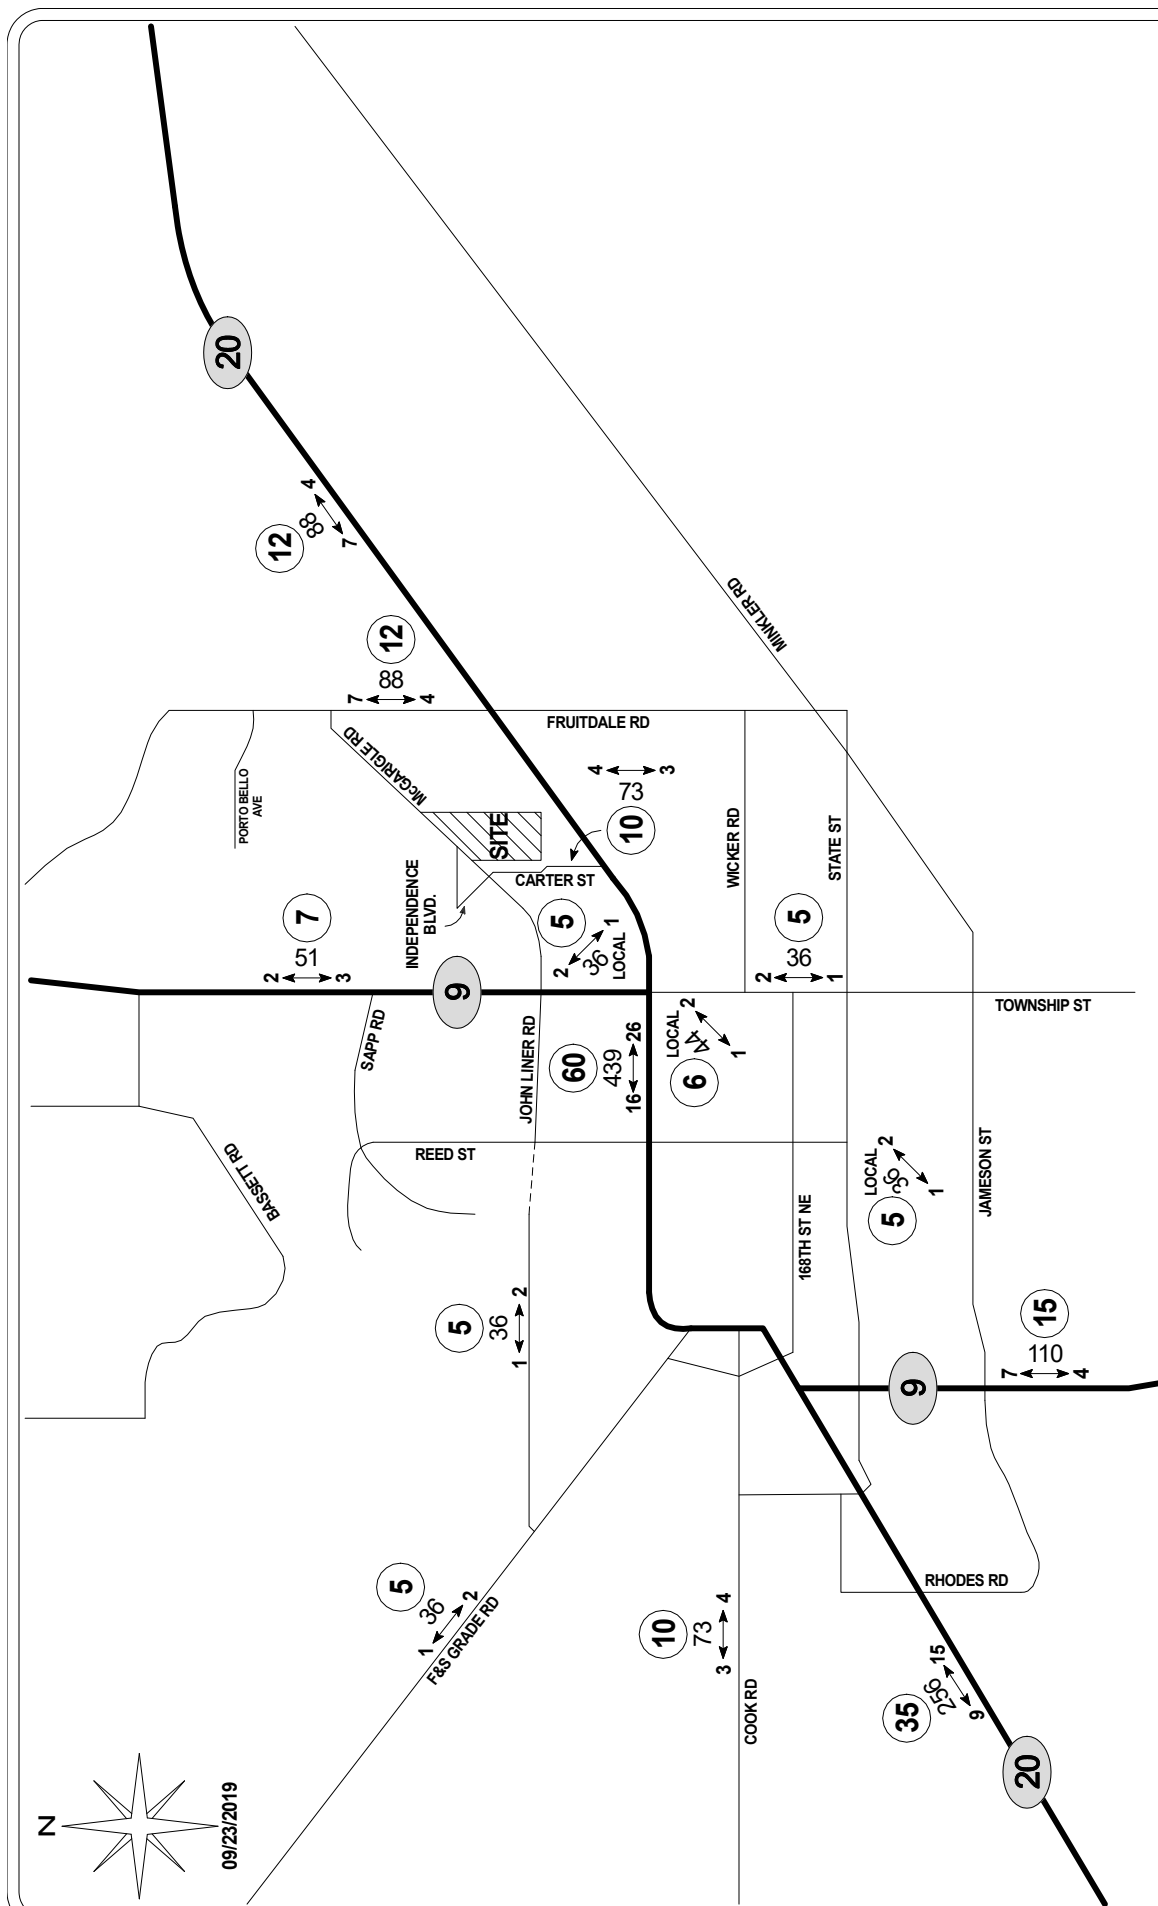 N
09/23/2019
BASSETT RD
SAPP RD
REED ST
2
51
3
7
9
PORTO BELLO
AVE
McGARIGLE RD
7
88
4
12
12
88
4
7
20
INDEPENDENCE
BLVD.
SITE
CARTER ST
5
36
1
2
F&S GRADE RD
5
36
1
2
JOHN LINER RD
5
2
36
1
LOCAL
60
439
16
26
FRUITDALE RD
4
73
3
10
LOCAL
6
44
2
1
10
73
3
4
COOK RD
168TH ST NE
WICKER RD
STATE ST
MINKLER RD
2
36
1
5
TOWNSHIP ST
LOCAL
5
36
2
1
JAMESON ST
9
7
110
4
15
RHODES RD
35
256
15
9
20